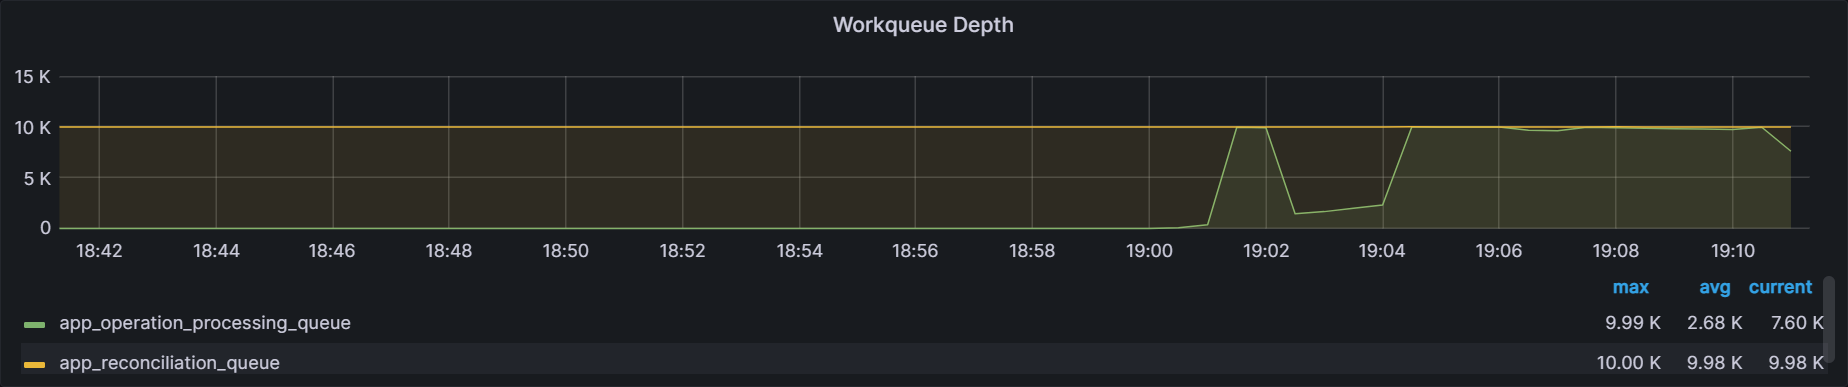 Workqueue Depth
15 K
10 K
5 K
0
18:42 18:44 18:46 18:48 18:50 18:52 18:54 18:56 18:58 19:00 19:02 19:04 19:06 19:08 19:10
max avg current
app_operation_processing_queue 9.99 K 2.68 K 7.60 K
app_reconciliation_queue 10.00 K 9.98 K 9.98 K